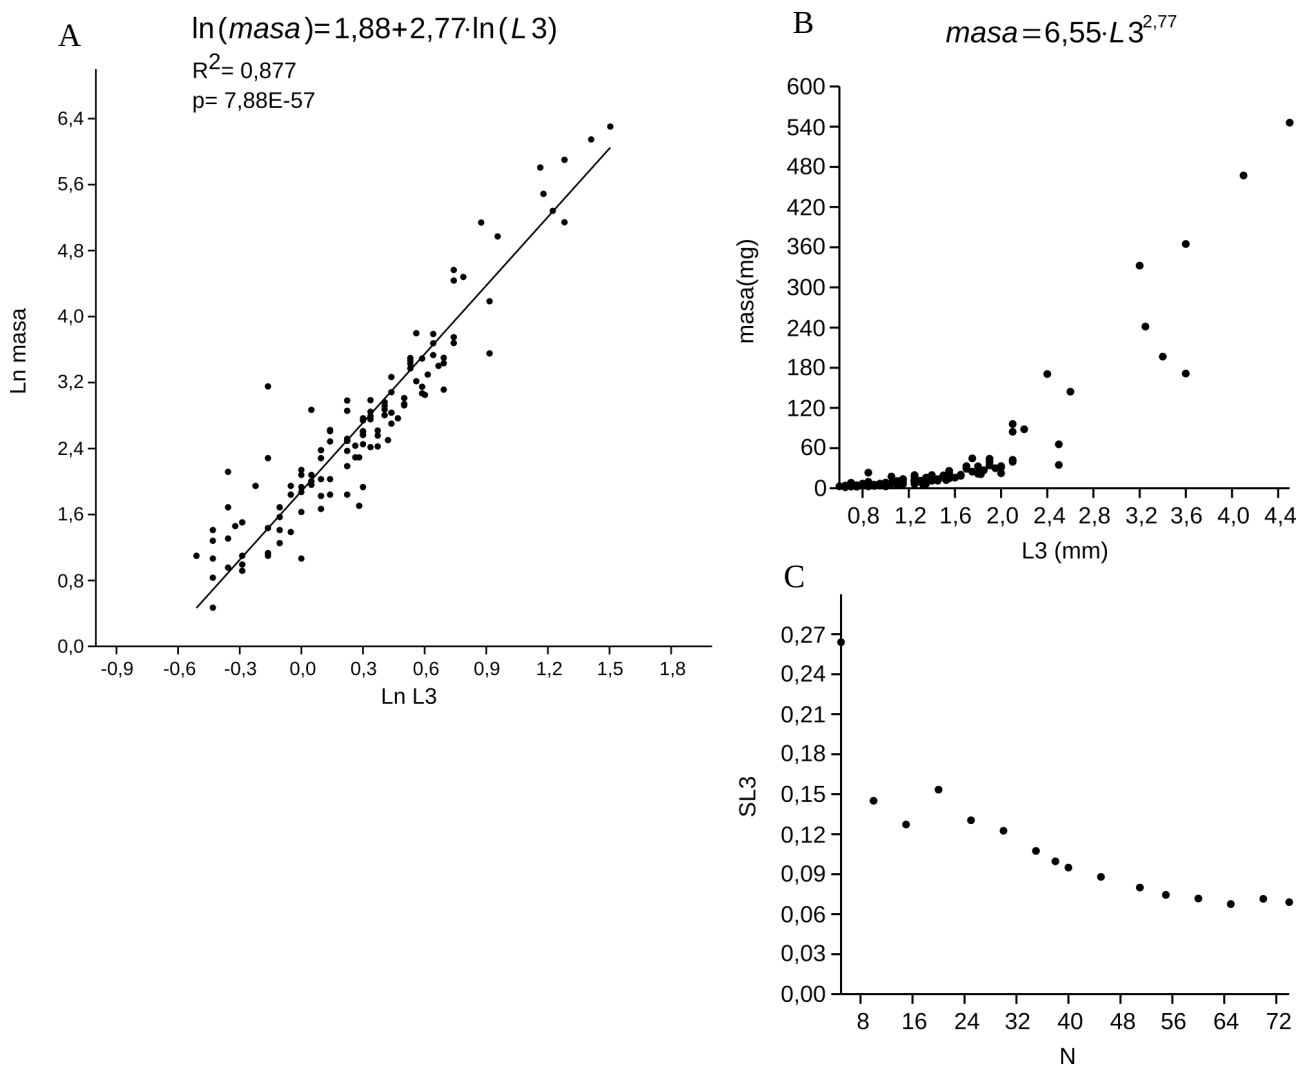 A
ln(masa)=1,88+2,77·ln(L3)
R2= 0,877
p= 7,88E-57
6,4
5,6
4,8
4,0
3,2
2,4
1,6
0,8
0,0
Ln masa
-0,9 -0,6 -0,3 0,0 0,3 0,6 0,9 1,2 1,5 1,8
Ln L3
B
masa=6,55·L3^2,77
600
540
480
420
360
300
240
180
120
60
0
masa(mg)
0,8 1,2 1,6 2,0 2,4 2,8 3,2 3,6 4,0 4,4
L3 (mm)
C
0,27
0,24
0,21
0,18
0,15
0,12
0,09
0,06
0,03
0,00
SL3
8 16 24 32 40 48 56 64 72
N